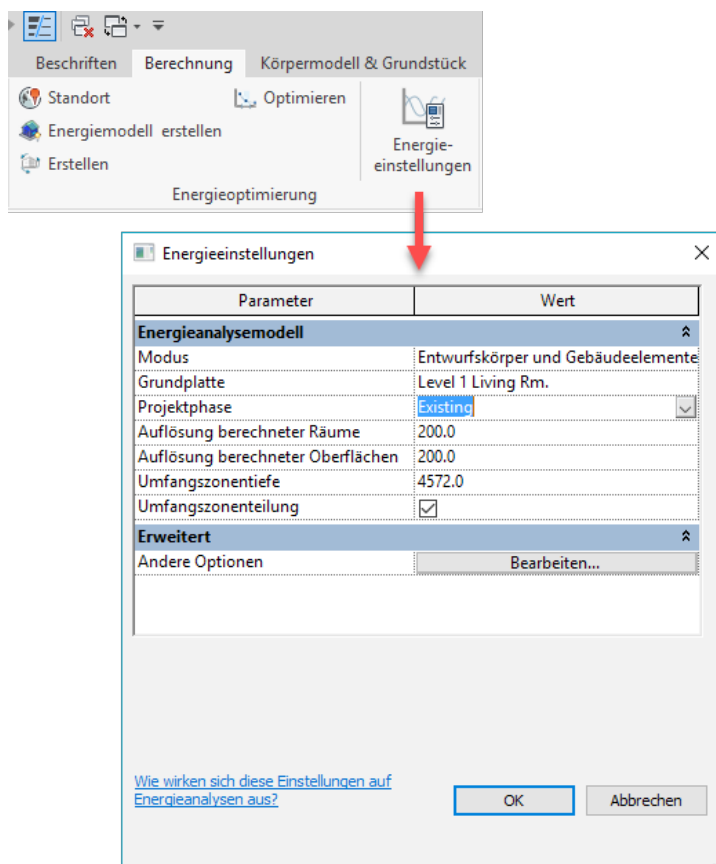 Beschriften Berechnung Körpermodell & Grundstück
Standort Optimieren
Energiemodell erstellen
Erstellen
Energie-
einstellungen
Energieoptimierung
Energieeinstellungen
Parameter Wert
Energieanalysemodell
Modus Entwurfskörper und Gebäudeelemente
Grundplatte Level 1 Living Rm.
Projektphase Existing
Auflösung berechneter Räume 200.0
Auflösung berechneter Oberflächen 200.0
Umfangszonentiefe 4572.0
Umfangszonenteilung
Erweitert
Andere Optionen Bearbeiten...
Wie wirken sich diese Einstellungen auf
Energieanalysen aus?
OK Abbrechen